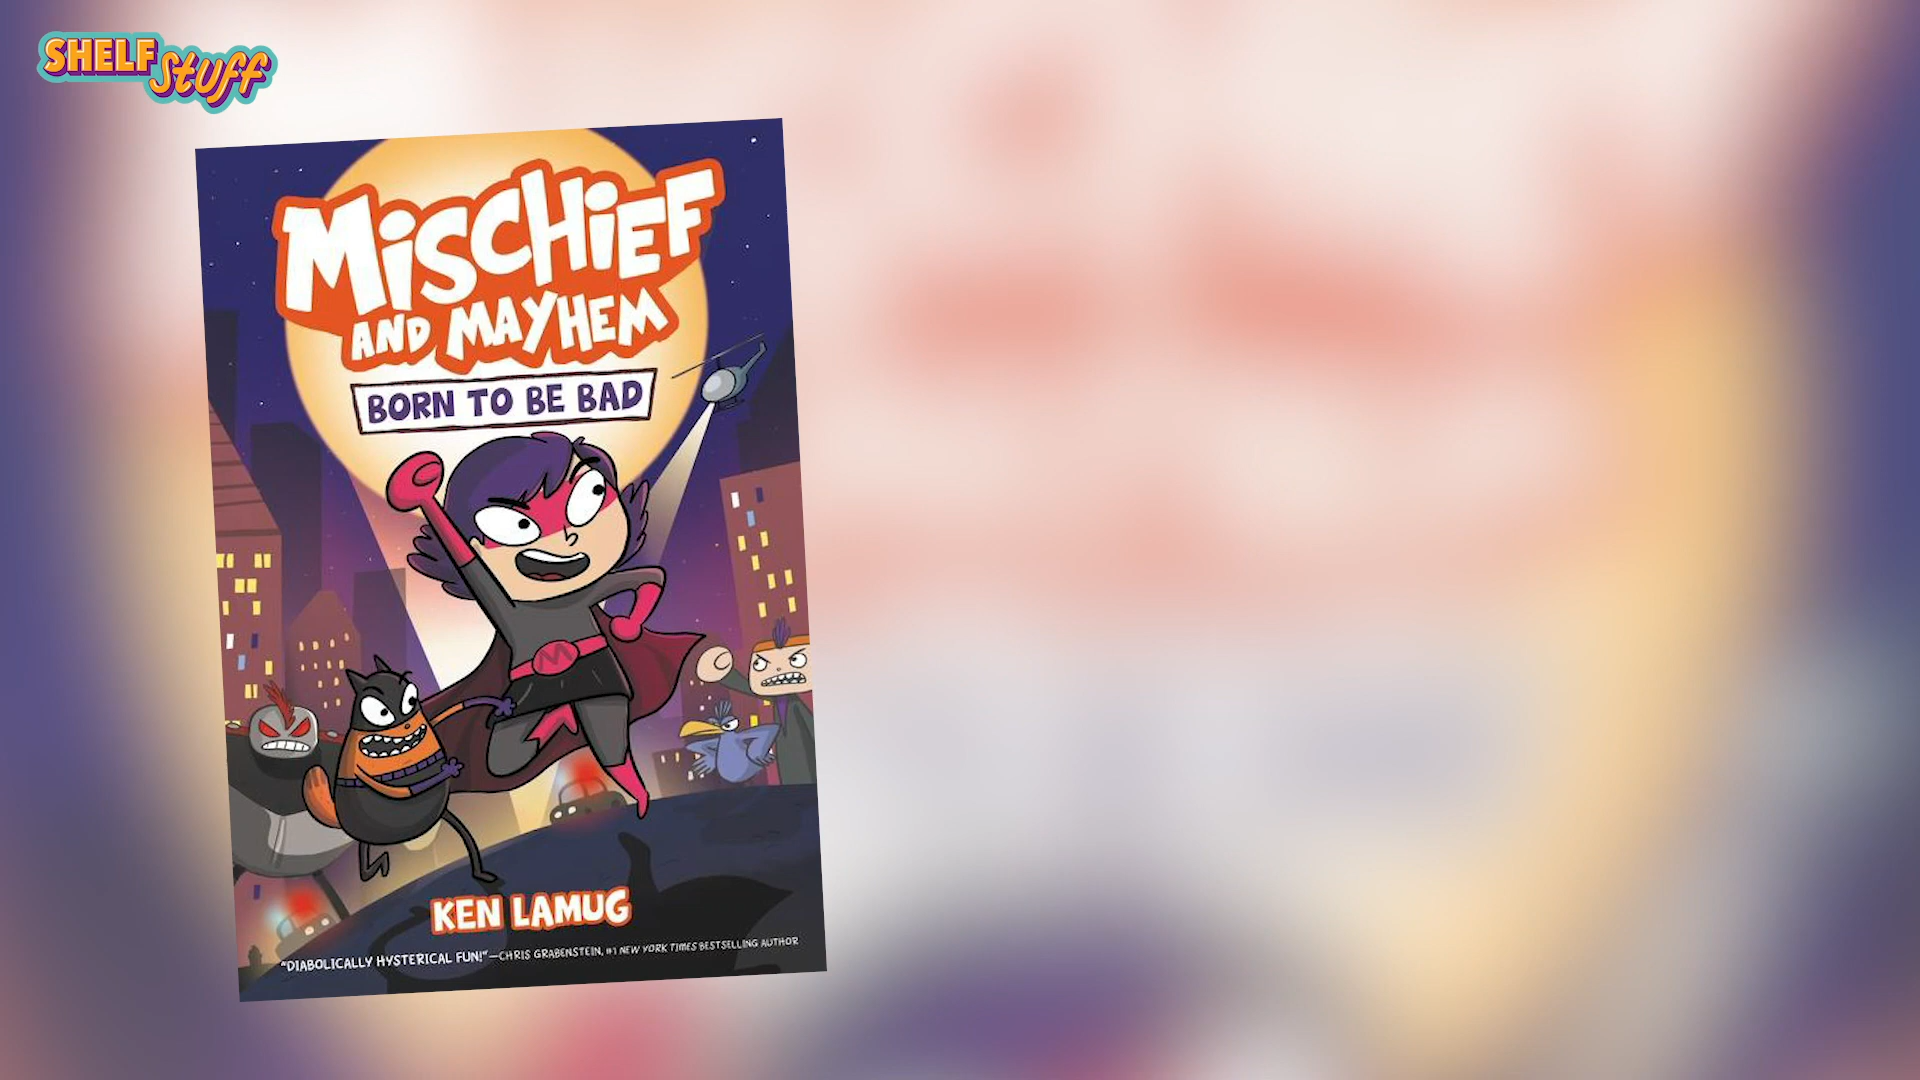 SHELF
Stuff
MiSCHiEF
AND MAYHEM
BORN TO BE BAD
M
KEN LAMUG
"DIABOLICALLY HYSTERICAL FUN!"—CHRIS GRABENSTEIN, #1 NEW YORK TIMES BESTSELLING AUTHOR